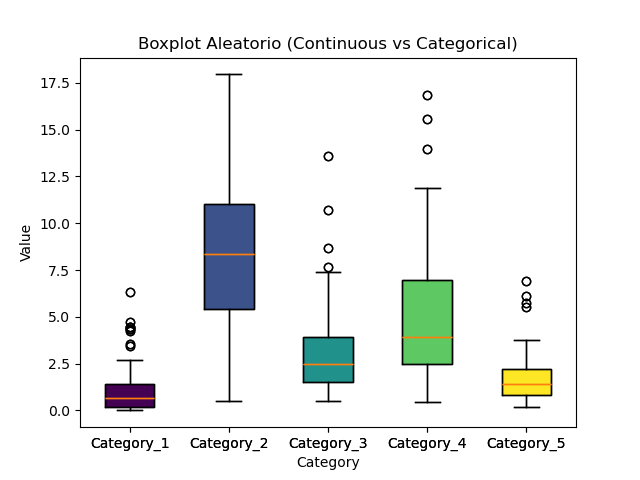 Boxplot Aleatorio (Continuous vs Categorical)
Value
17.5
15.0
12.5
10.0
7.5
5.0
2.5
0.0
Category_1 Category_2 Category_3 Category_4 Category_5
Category